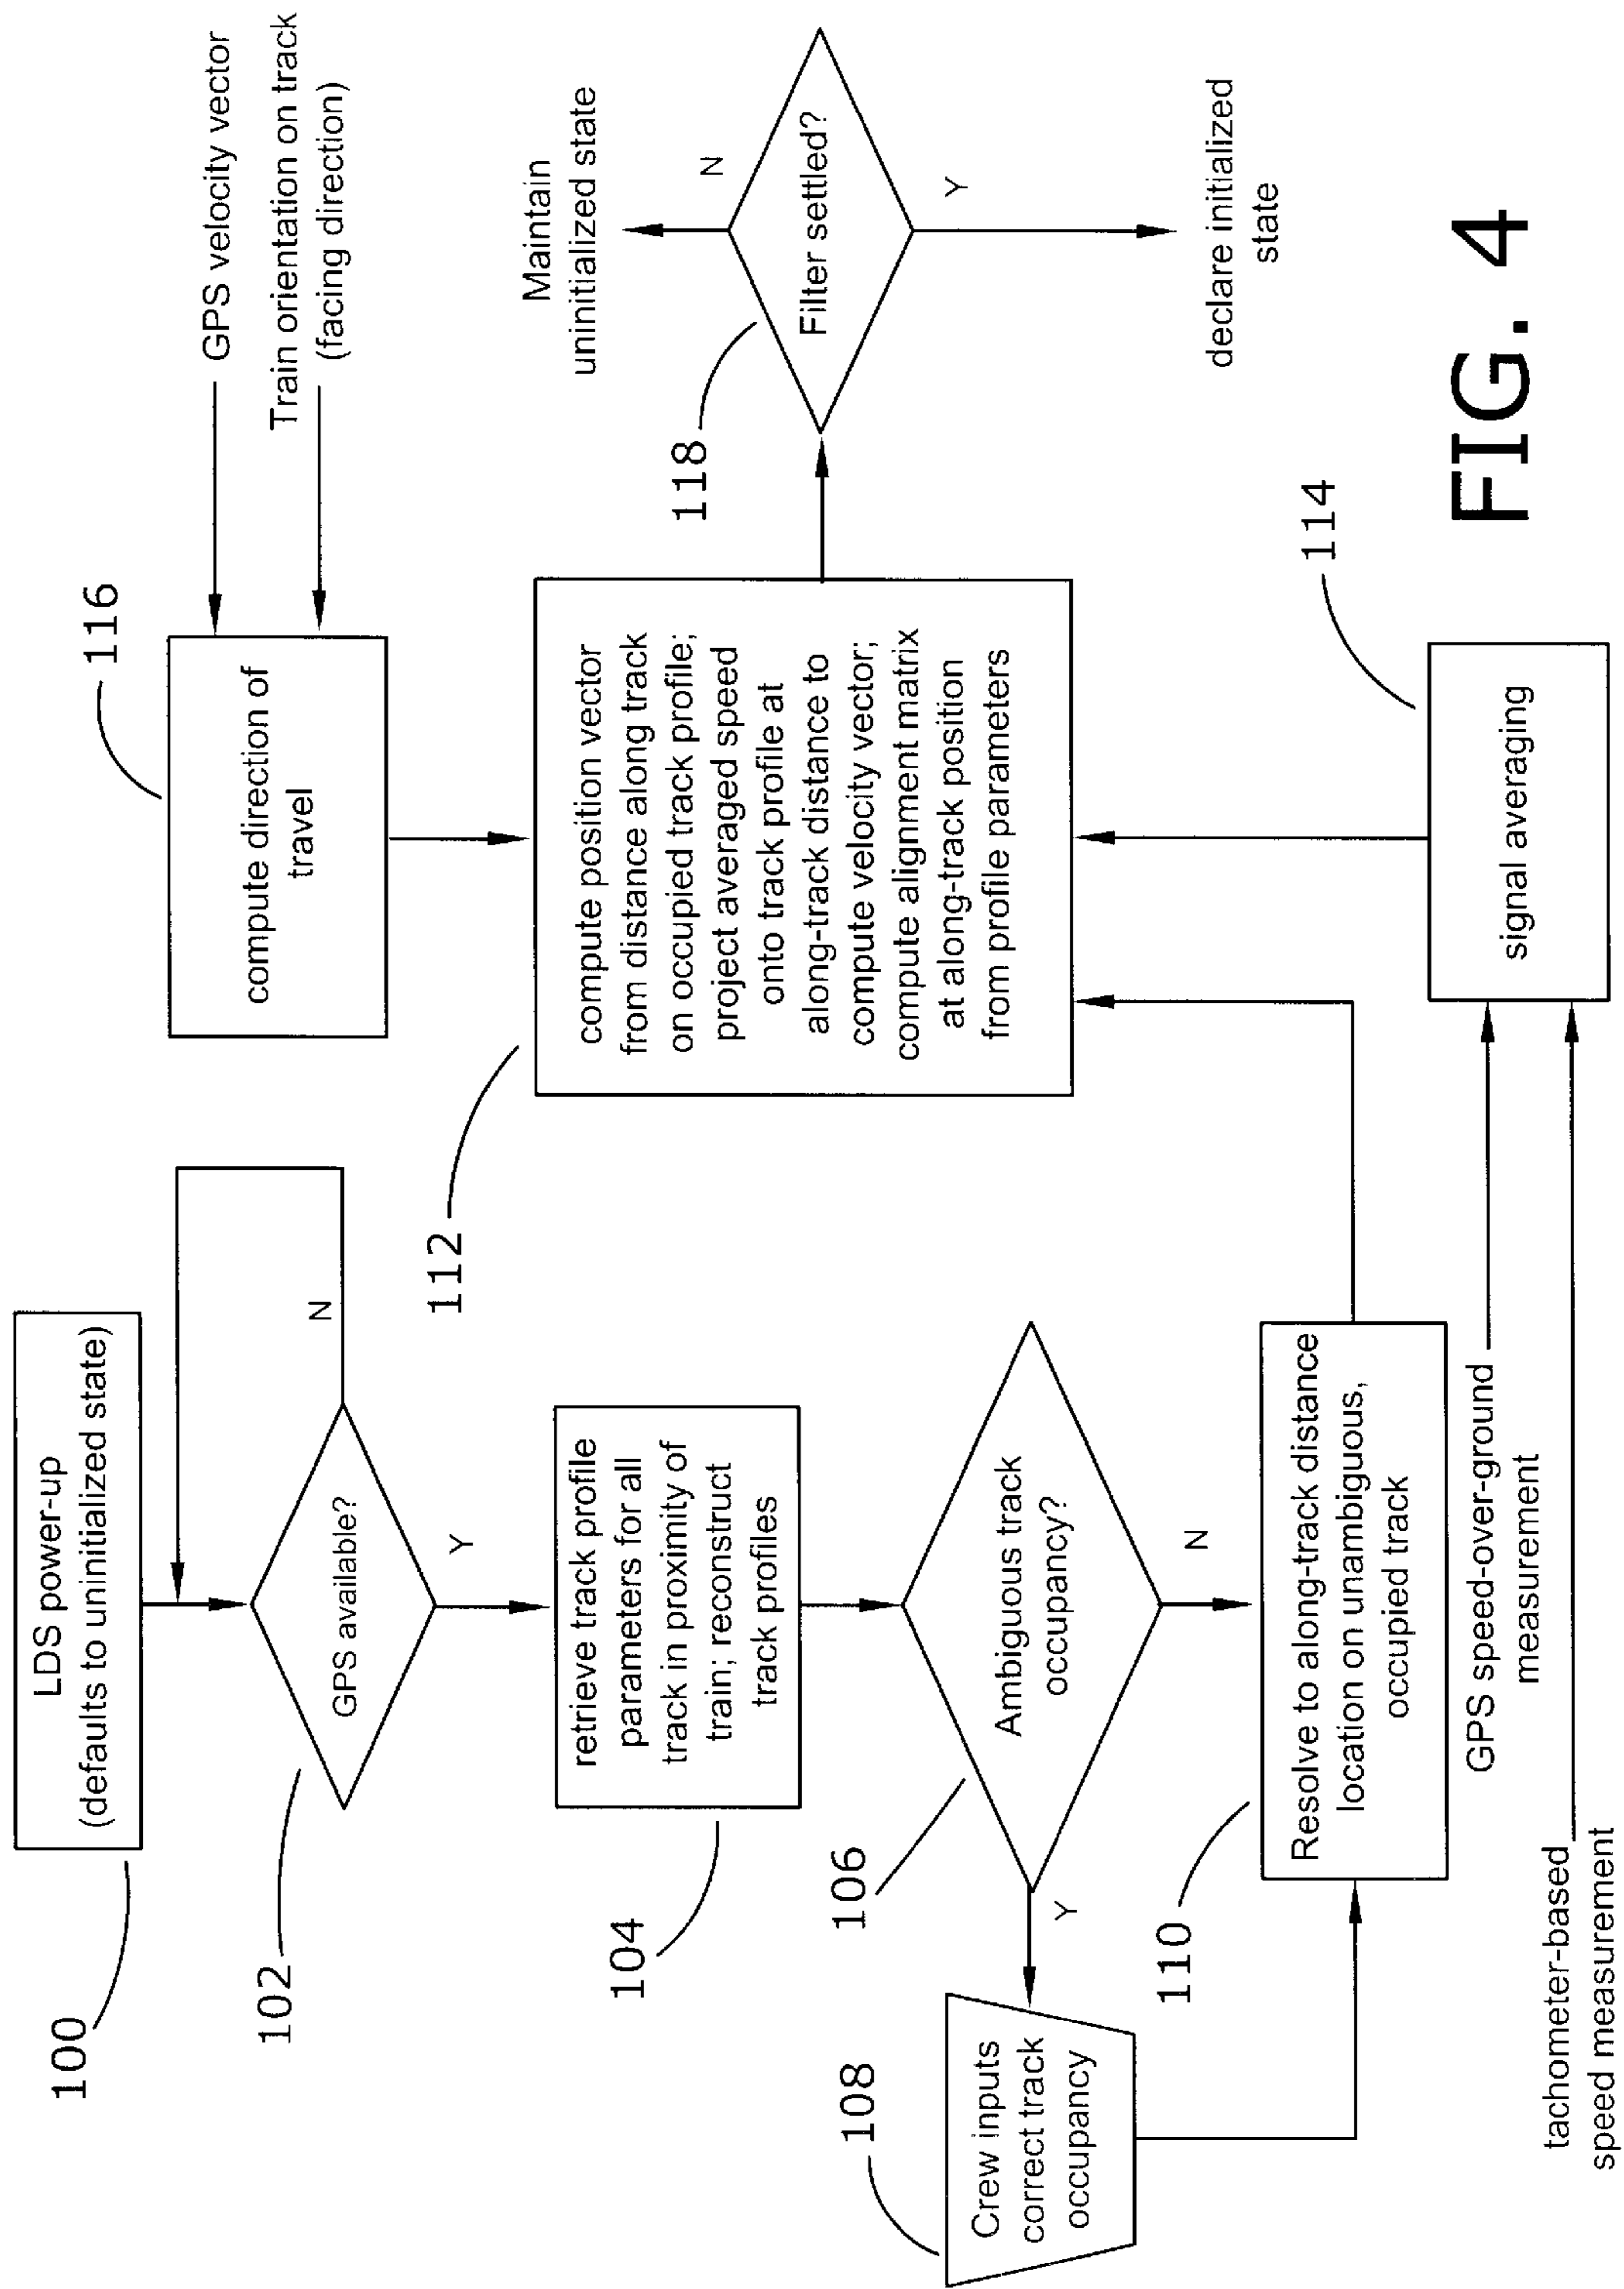 100
LDS power-up
(defaults to uninitialized state)
102
GPS available?
N
Y
104
retrieve track profile
parameters for all
track in proximity of
train; reconstruct
track profiles
106
Ambiguous track
occupancy?
Y
N
108
Crew inputs
correct track
occupancy
110
Resolve to along-track distance
location on unambiguous,
occupied track
GPS speed-over-ground
measurement
tachometer-based
speed measurement
114
signal averaging
116
compute direction of
travel
GPS velocity vector
Train orientation on track
(facing direction)
112
compute position vector
from distance along track
on occupied track profile;
project averaged speed
onto track profile at
along-track distance to
compute velocity vector;
compute alignment matrix
at along-track position
from profile parameters
118
Filter settled?
N
Maintain
uninitialized state
Y
declare initialized
state
FIG. 4